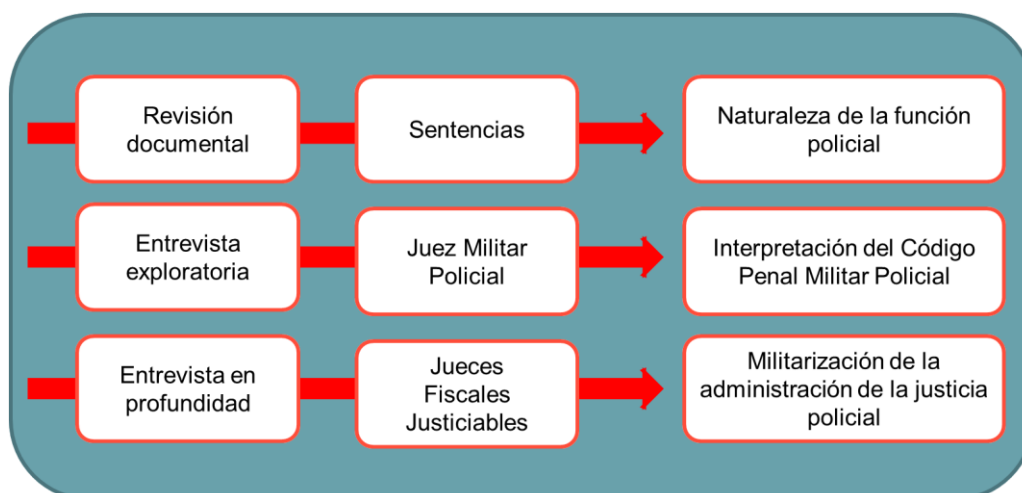 Revisión
documental
Sentencias
Naturaleza de la función
policial
Entrevista
exploratoria
Juez Militar
Policial
Interpretación del Código
Penal Militar Policial
Entrevista en
profundidad
Jueces
Fiscales
Justiciables
Militarización de la
administración de la justicia
policial